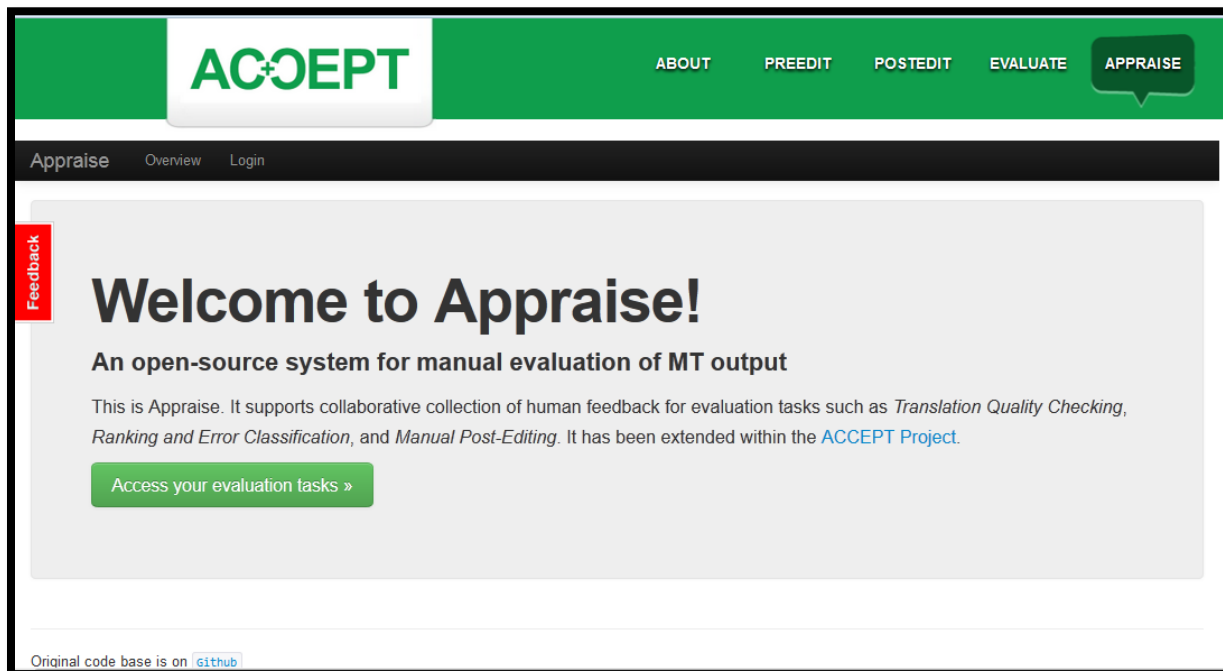 ACCEPT
ABOUT PREEDIT POSTEDIT EVALUATE APPRAISE
Appraise Overview Login
Feedback
Welcome to Appraise!
An open-source system for manual evaluation of MT output
This is Appraise. It supports collaborative collection of human feedback for evaluation tasks such as Translation Quality Checking,
Ranking and Error Classification, and Manual Post-Editing. It has been extended within the ACCEPT Project.
Access your evaluation tasks »
Original code base is on Github